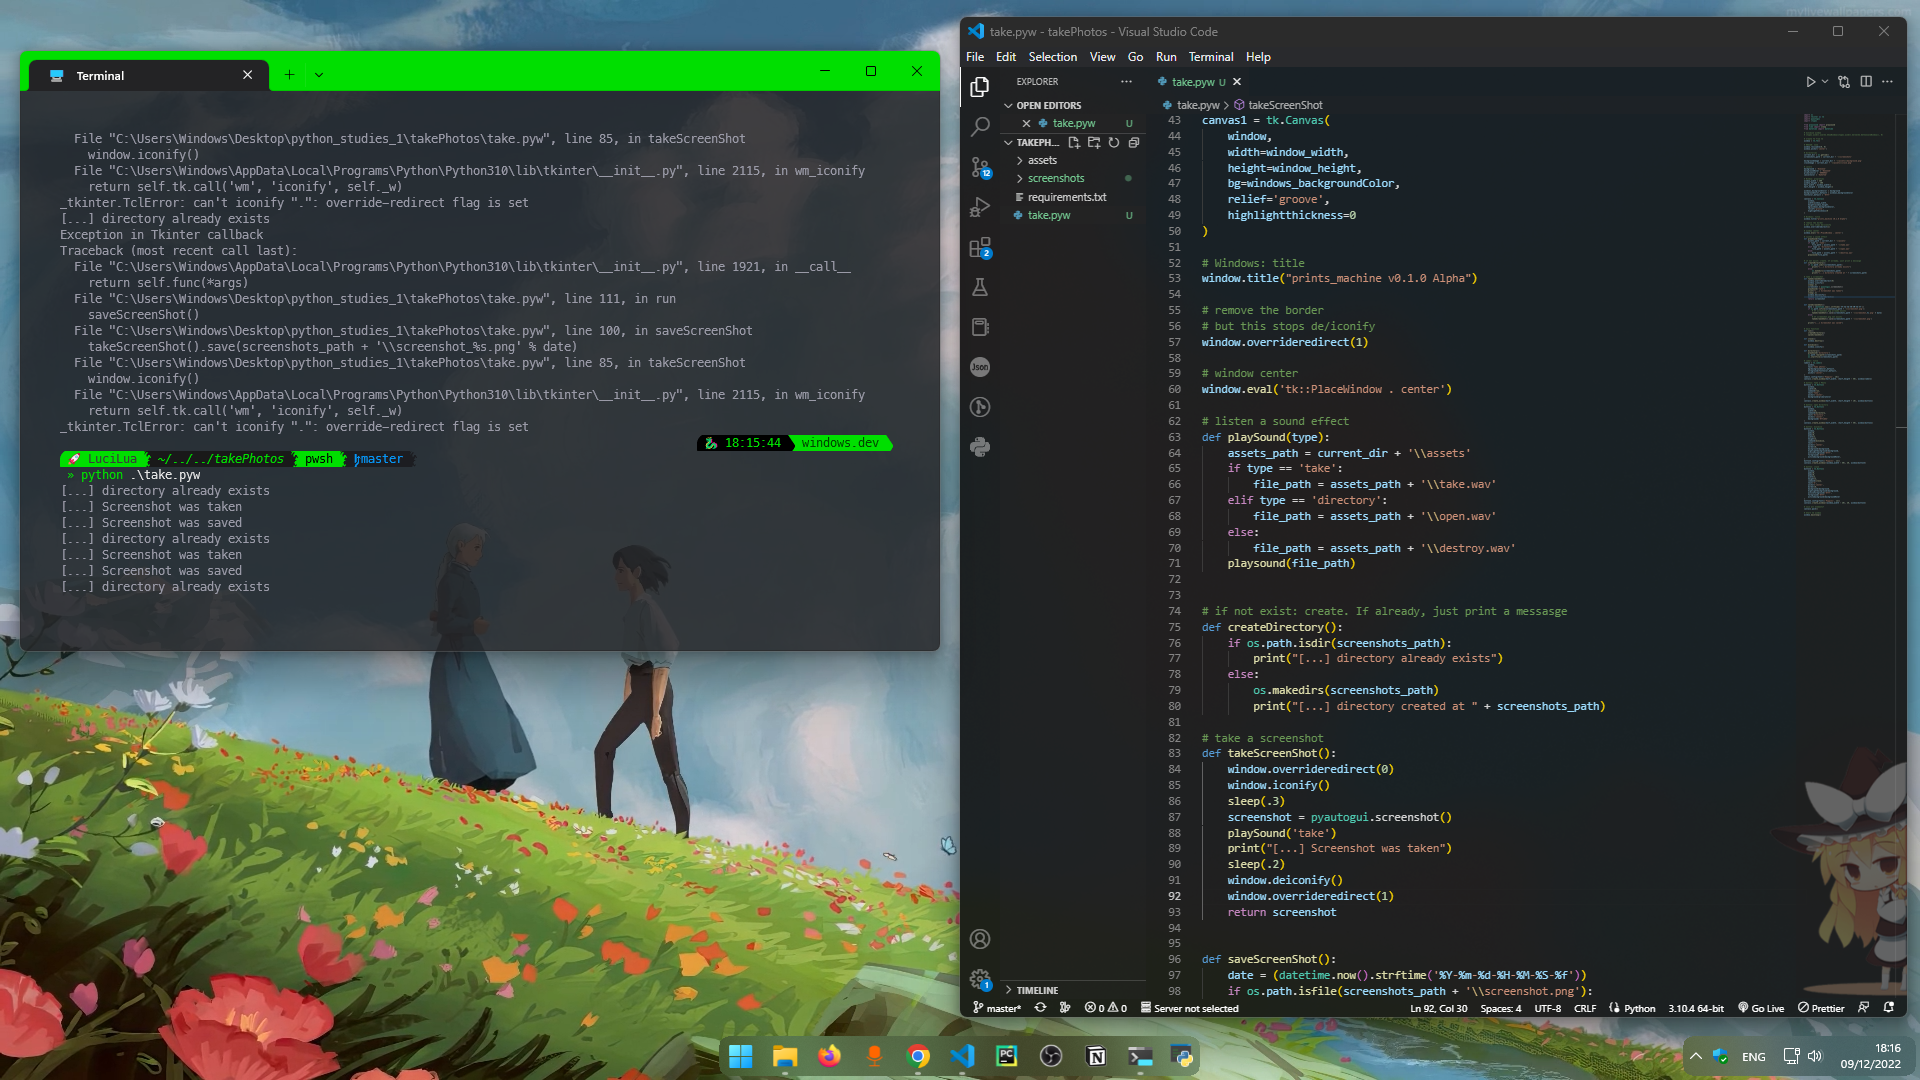 mylivewallpapers.com
Terminal
File "C:\Users\Windows\Desktop\python_studies_1\takePhotos\take.pyw", line 85, in takeScreenShot
window.iconify()
File "C:\Users\Windows\AppData\Local\Programs\Python\Python310\lib\tkinter\__init__.py", line 2115, in wm_iconify
return self.tk.call('wm', 'iconify', self._w)
_tkinter.TclError: can't iconify ".": override-redirect flag is set
[...] directory already exists
Exception in Tkinter callback
Traceback (most recent call last):
File "C:\Users\Windows\AppData\Local\Programs\Python\Python310\lib\tkinter\__init__.py", line 1921, in __call__
return self.func(*args)
File "C:\Users\Windows\Desktop\python_studies_1\takePhotos\take.pyw", line 111, in run
saveScreenShot()
File "C:\Users\Windows\Desktop\python_studies_1\takePhotos\take.pyw", line 100, in saveScreenShot
takeScreenShot().save(screenshots_path + '\\screenshot_%s.png' % date)
File "C:\Users\Windows\Desktop\python_studies_1\takePhotos\take.pyw", line 85, in takeScreenShot
window.iconify()
File "C:\Users\Windows\AppData\Local\Programs\Python\Python310\lib\tkinter\__init__.py", line 2115, in wm_iconify
return self.tk.call('wm', 'iconify', self._w)
_tkinter.TclError: can't iconify ".": override-redirect flag is set
18:15:44 windows.dev
LuciLua ~/../../takePhotos pwsh master
» python .\take.pyw
[...] directory already exists
[...] Screenshot was taken
[...] Screenshot was saved
[...] directory already exists
[...] Screenshot was taken
[...] Screenshot was saved
[...] directory already exists
take.pyw - takePhotos - Visual Studio Code
File Edit Selection View Go Run Terminal Help
EXPLORER
OPEN EDITORS
take.pyw U
TAKEPH...
assets
screenshots
requirements.txt
take.pyw U
TIMELINE
12
2
Json
1
take.pyw U
take.pyw > takeScreenShot
43 canvas1 = tk.Canvas(
44 window,
45 width=window_width,
46 height=window_height,
47 bg=windows_backgroundColor,
48 relief='groove',
49 highlightthickness=0
50 )
51
52 # Windows: title
53 window.title("prints_machine v0.1.0 Alpha")
54
55 # remove the border
56 # but this stops de/iconify
57 window.overrideredirect(1)
58
59 # window center
60 window.eval('tk::PlaceWindow . center')
61
62 # listen a sound effect
63 def playSound(type):
64 assets_path = current_dir + '\\assets'
65 if type == 'take':
66 file_path = assets_path + '\\take.wav'
67 elif type == 'directory':
68 file_path = assets_path + '\\open.wav'
69 else:
70 file_path = assets_path + '\\destroy.wav'
71 playsound(file_path)
72
73
74 # if not exist: create. If already, just print a messasge
75 def createDirectory():
76 if os.path.isdir(screenshots_path):
77 print("[...] directory already exists")
78 else:
79 os.makedirs(screenshots_path)
80 print("[...] directory created at " + screenshots_path)
81
82 # take a screenshot
83 def takeScreenShot():
84 window.overrideredirect(0)
85 window.iconify()
86 sleep(.3)
87 screenshot = pyautogui.screenshot()
88 playSound('take')
89 print("[...] Screenshot was taken")
90 sleep(.2)
91 window.deiconify()
92 window.overrideredirect(1)
93 return screenshot
94
95
96 def saveScreenShot():
97 date = (datetime.now().strftime('%Y-%m-%d-%H-%M-%S-%f'))
98 if os.path.isfile(screenshots_path + '\\screenshot.png'):
master* 0 0 Server not selected Ln 92, Col 30 Spaces: 4 UTF-8 CRLF Python 3.10.4 64-bit Go Live Prettier
PC
ENG
18:16
09/12/2022